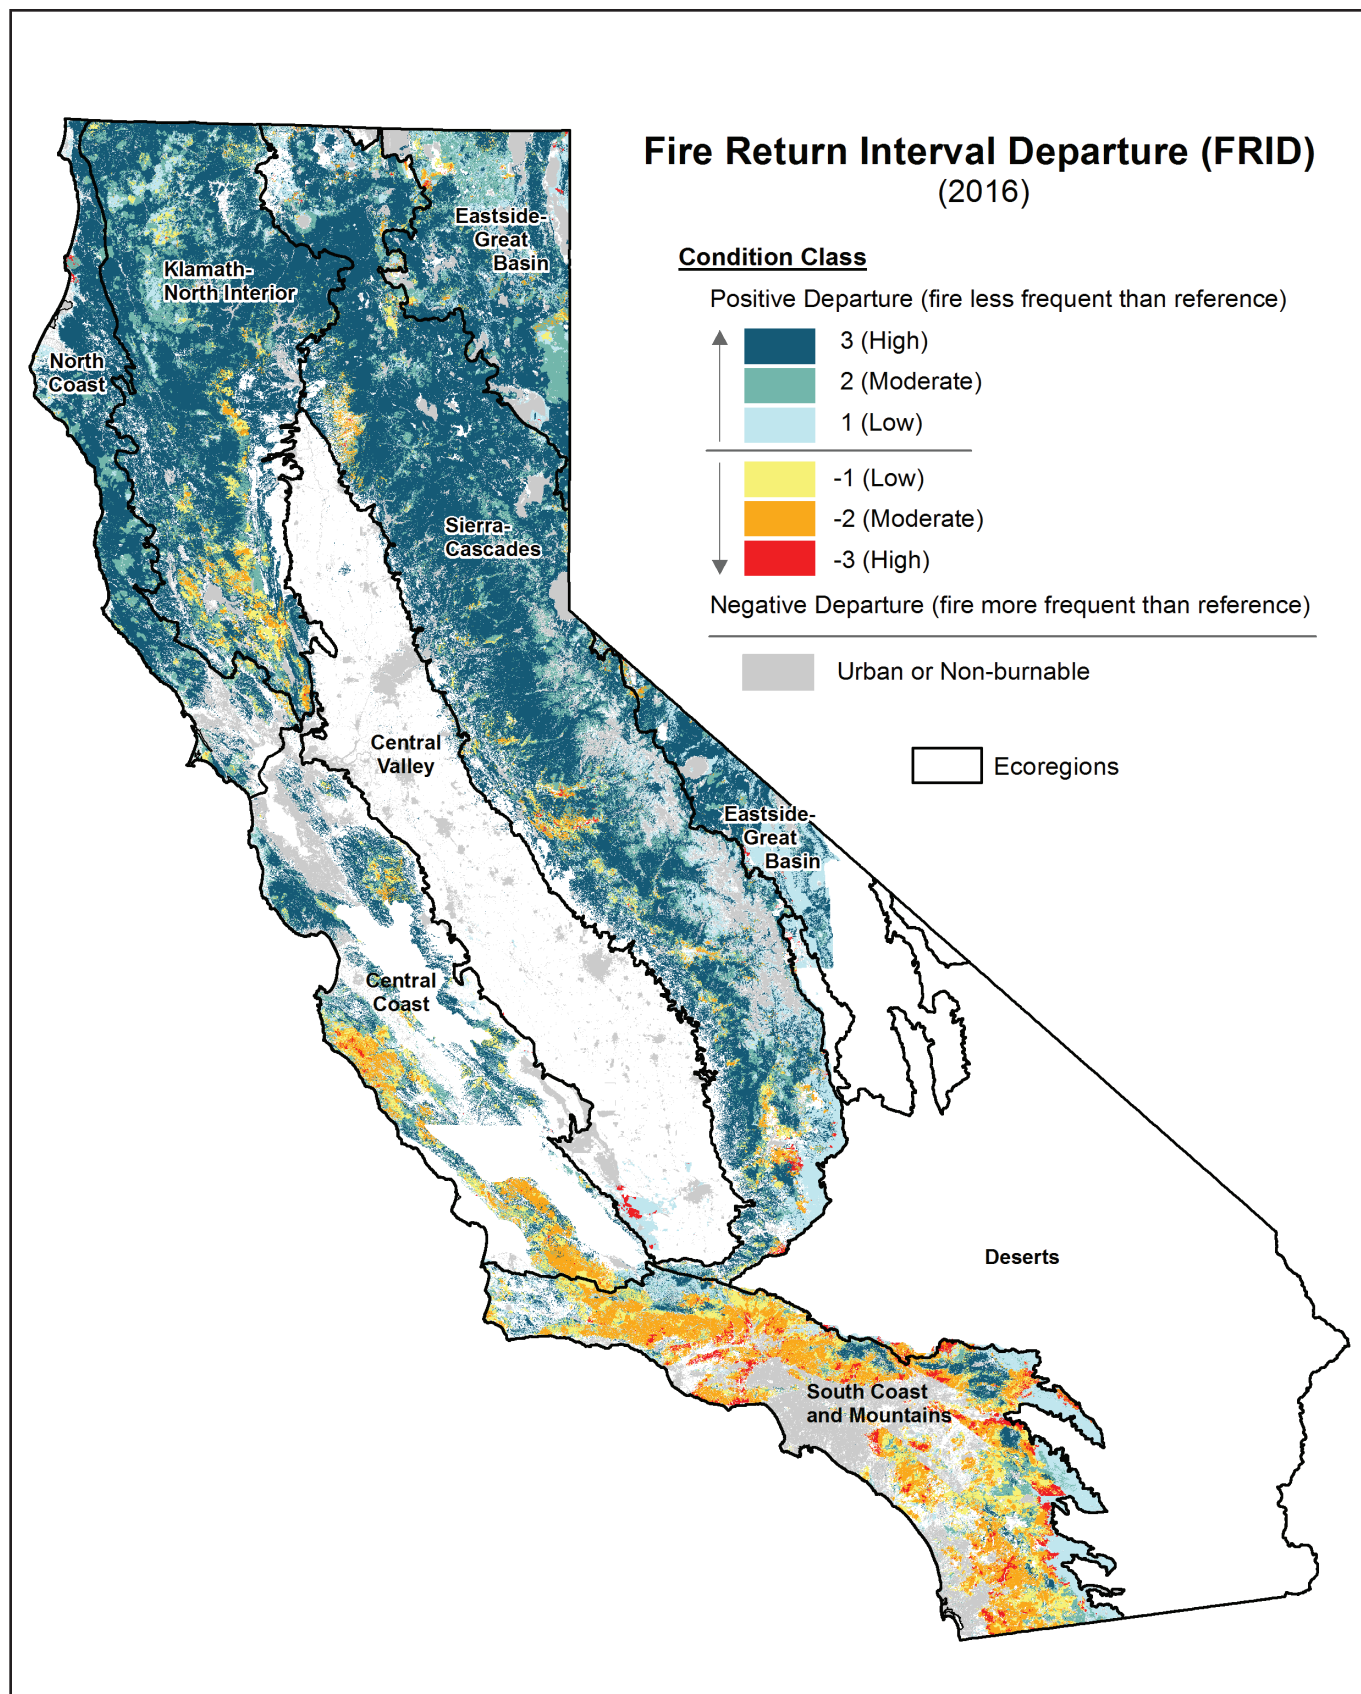 Fire Return Interval Departure (FRID)
(2016)
Condition Class
Positive Departure (fire less frequent than reference)
3 (High)
2 (Moderate)
1 (Low)
-1 (Low)
-2 (Moderate)
-3 (High)
Negative Departure (fire more frequent than reference)
Urban or Non-burnable
Ecoregions
Eastside-
Great
Basin
Klamath-
North Interior
North
Coast
Sierra-
Cascades
Central
Valley
Eastside-
Great
Basin
Central
Coast
Deserts
South Coast
and Mountains